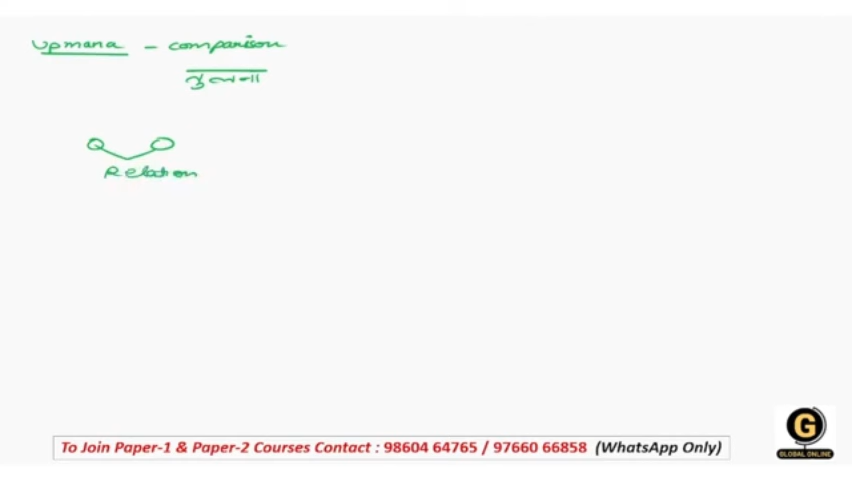 Upmana - comparison
तुलना
Relation
To Join Paper-1 & Paper-2 Courses Contact : 98604 64765 / 97660 66858 (WhatsApp Only)
G
GLOBAL ONLINE